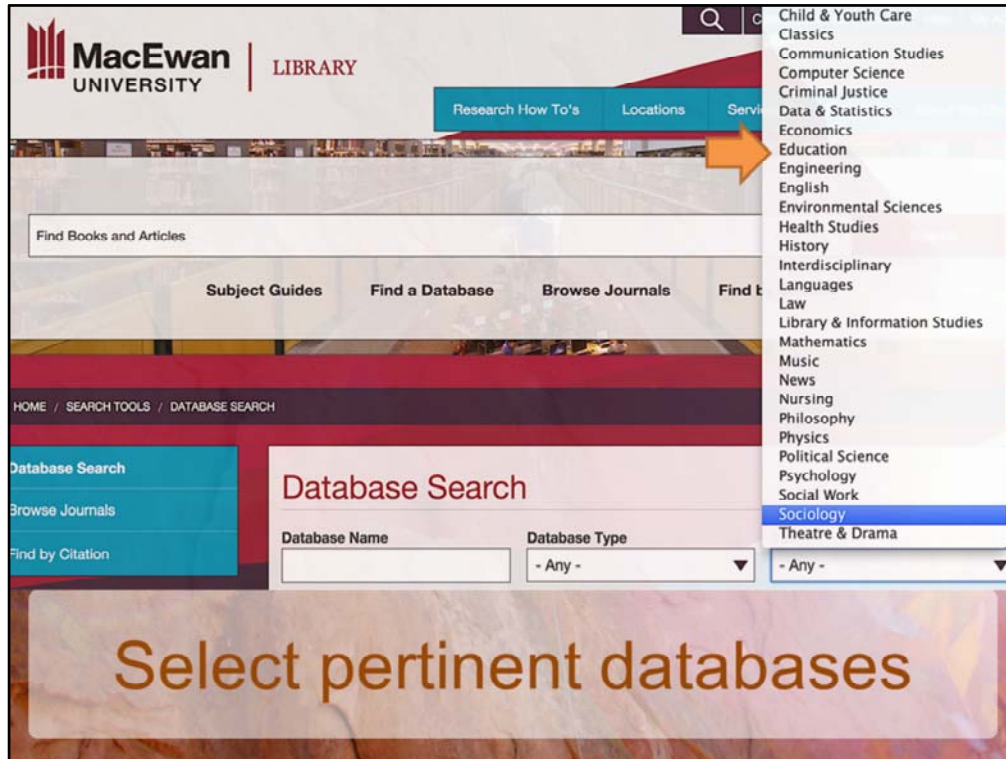 MacEwan
UNIVERSITY
LIBRARY
C
Research How To's Locations
Find Books and Articles
Subject Guides Find a Database Browse Journals
HOME / SEARCH TOOLS / DATABASE SEARCH
Database Search
Browse Journals
Find by Citation
Database Search
Database Name Database Type
- Any - - Any -
Child & Youth Care
Classics
Communication Studies
Computer Science
Criminal Justice
Data & Statistics
Economics
Education
Engineering
English
Environmental Sciences
Health Studies
History
Interdisciplinary
Languages
Law
Library & Information Studies
Mathematics
Music
News
Nursing
Philosophy
Physics
Political Science
Psychology
Social Work
Sociology
Theatre & Drama
Select pertinent databases